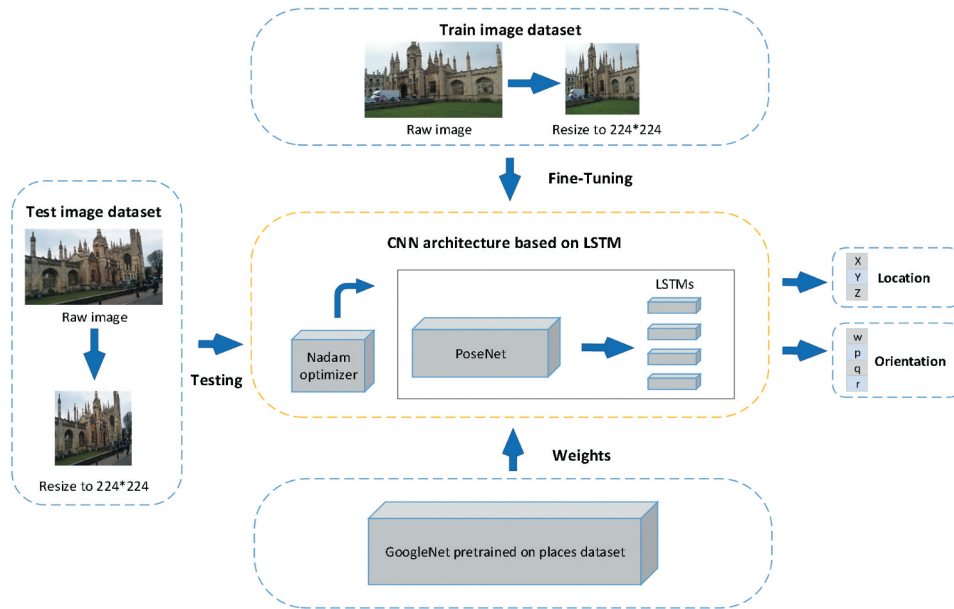 Train image dataset
Raw image
Resize to 224*224
Fine-Tuning
Test image dataset
Raw image
Resize to 224*224
Testing
CNN architecture based on LSTM
Nadam
optimizer
PoseNet
LSTMs
X
Y
Z
Location
w
p
q
r
Orientation
Weights
GoogleNet pretrained on places dataset